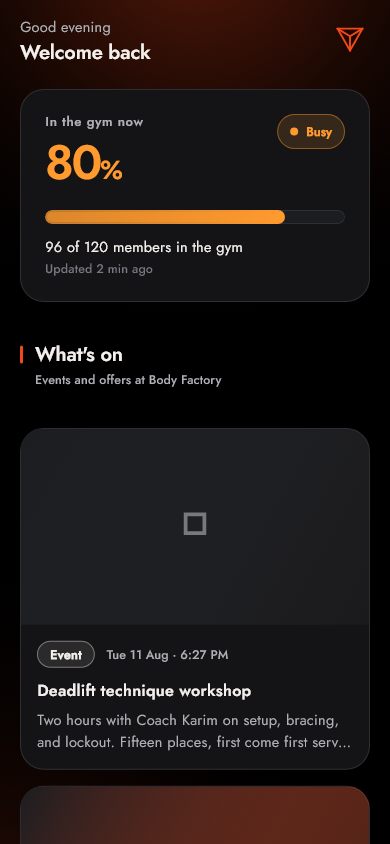 Good evening
Welcome back
In the gym now
Busy
80%
96 of 120 members in the gym
Updated 2 min ago
What's on
Events and offers at Body Factory
Event
Tue 11 Aug · 6:27 PM
Deadlift technique workshop
Two hours with Coach Karim on setup, bracing,
and lockout. Fifteen places, first come first serv...